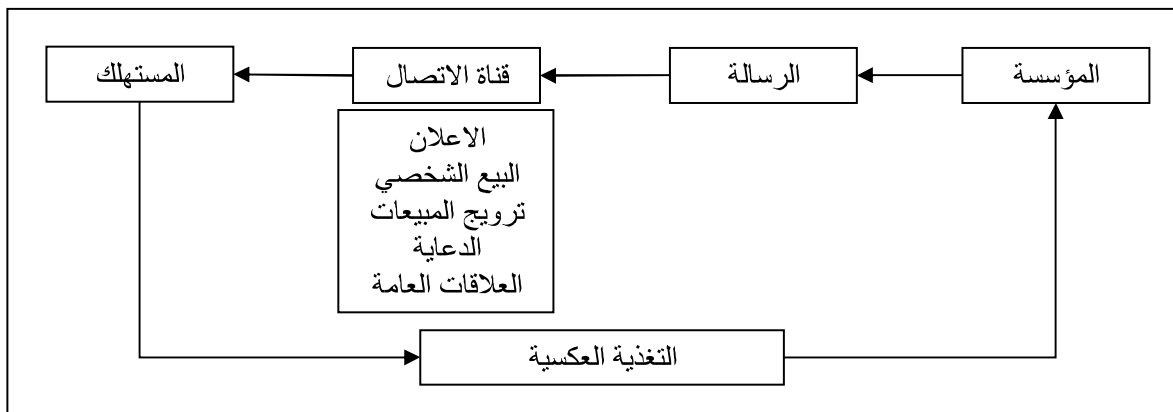 المؤسسة
الرسالة
قناة الاتصال
المستهلك
الاعلان
البيع الشخصي
ترويج المبيعات
الدعاية
العلاقات العامة
التغذية العكسية